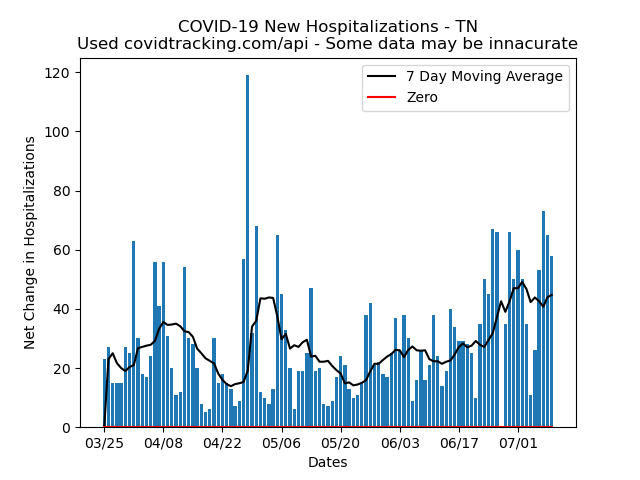 COVID-19 New Hospitalizations - TN
Used covidtracking.com/api - Some data may be innacurate
7 Day Moving Average
Zero
Net Change in Hospitalizations
120
100
80
60
40
20
0
03/25 04/08 04/22 05/06 05/20 06/03 06/17 07/01
Dates